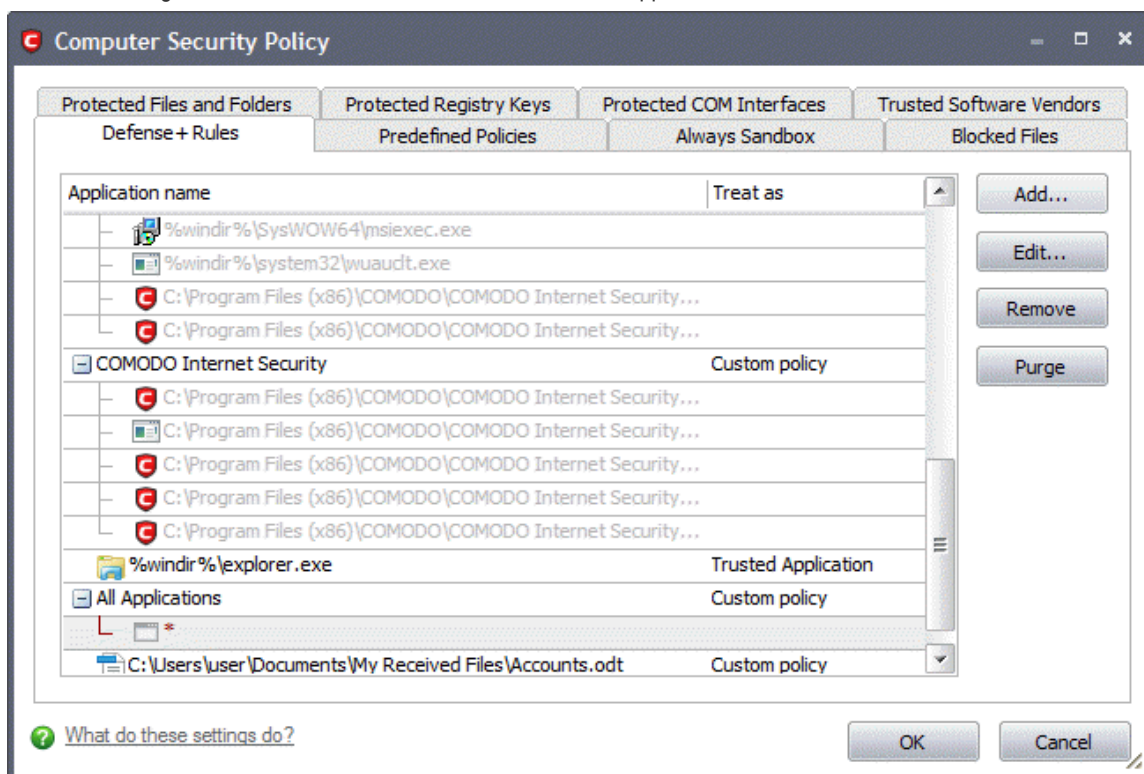 Computer Security Policy
Protected Files and Folders Protected Registry Keys Protected COM Interfaces Trusted Software Vendors
Defense+ Rules Predefined Policies Always Sandbox Blocked Files
Application name Treat as
Add...
%windir%\SysWOW64\msiexec.exe
Edit...
%windir%\system32\wuauclt.exe
C:\Program Files (x86)\COMODO\COMODO Internet Security...
Remove
C:\Program Files (x86)\COMODO\COMODO Internet Security...
COMODO Internet Security Custom policy
Purge
C:\Program Files (x86)\COMODO\COMODO Internet Security...
C:\Program Files (x86)\COMODO\COMODO Internet Security...
C:\Program Files (x86)\COMODO\COMODO Internet Security...
C:\Program Files (x86)\COMODO\COMODO Internet Security...
C:\Program Files (x86)\COMODO\COMODO Internet Security...
%windir%\explorer.exe Trusted Application
All Applications Custom policy
*
C:\Users\user\Documents\My Received Files\Accounts.odt Custom policy
What do these settings do?
OK Cancel